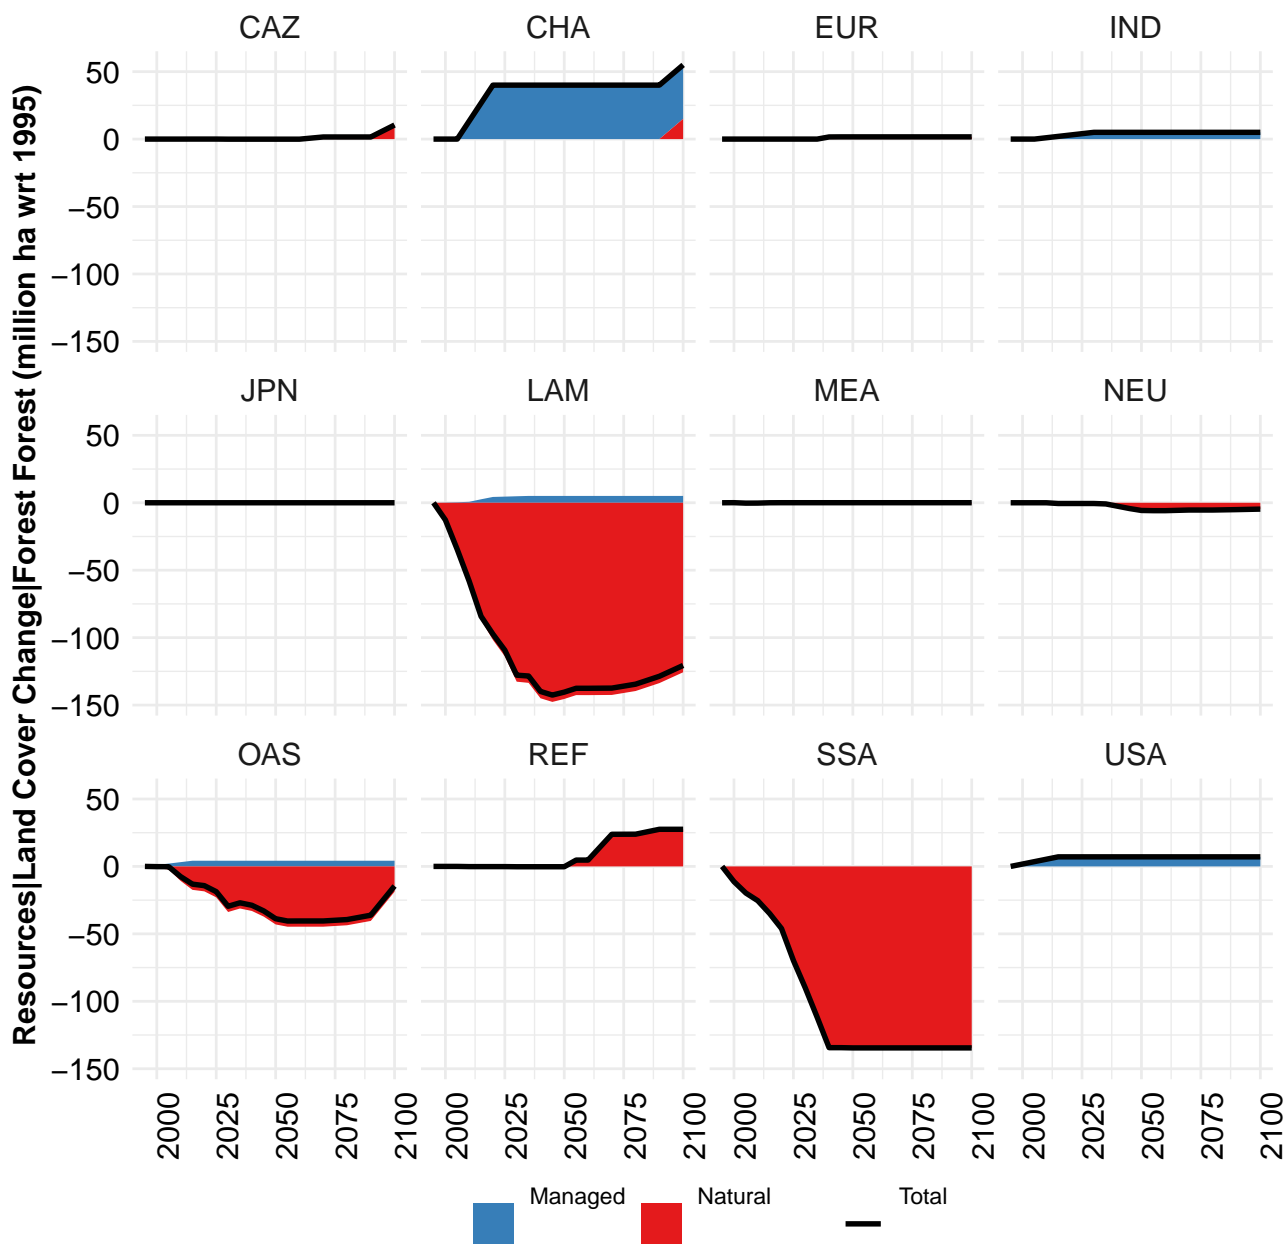 CAZ CHA EUR IND
50
0
−50
−100
−150
JPN LAM MEA NEU
50
0
−50
−100
−150
OAS REF SSA USA
50
0
−50
−100
−150
2000 2025 2050 2075 2100 2000 2025 2050 2075 2100 2000 2025 2050 2075 2100 2000 2025 2050 2075 2100
Resources|Land Cover Change|Forest Forest (million ha wrt 1995)
Managed Natural Total